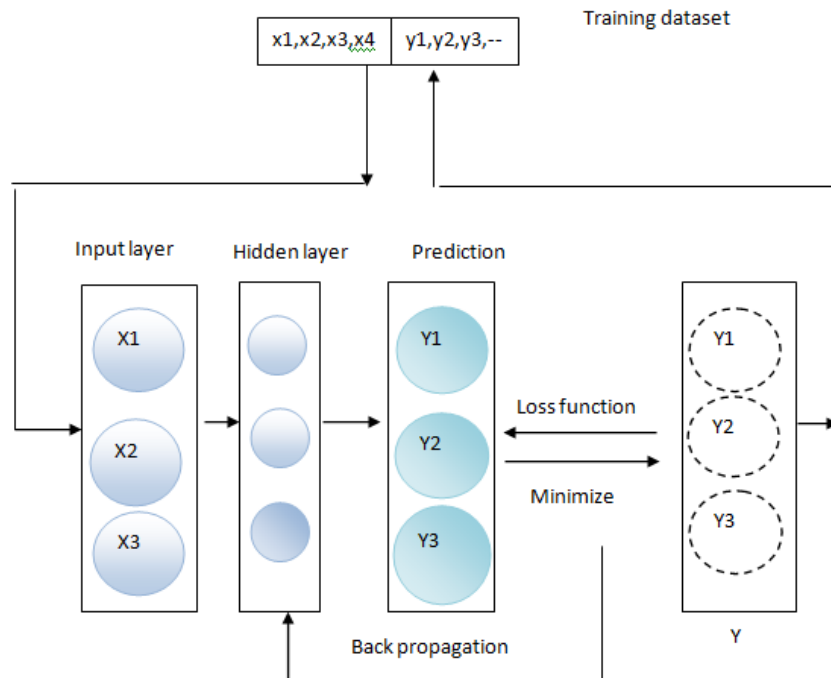 Training dataset
x1,x2,x3,x4 y1,y2,y3,--
Input layer
Hidden layer
Prediction
X1
X2
X3
Y1
Y2
Y3
Loss function
Minimize
Y1
Y2
Y3
Y
Back propagation